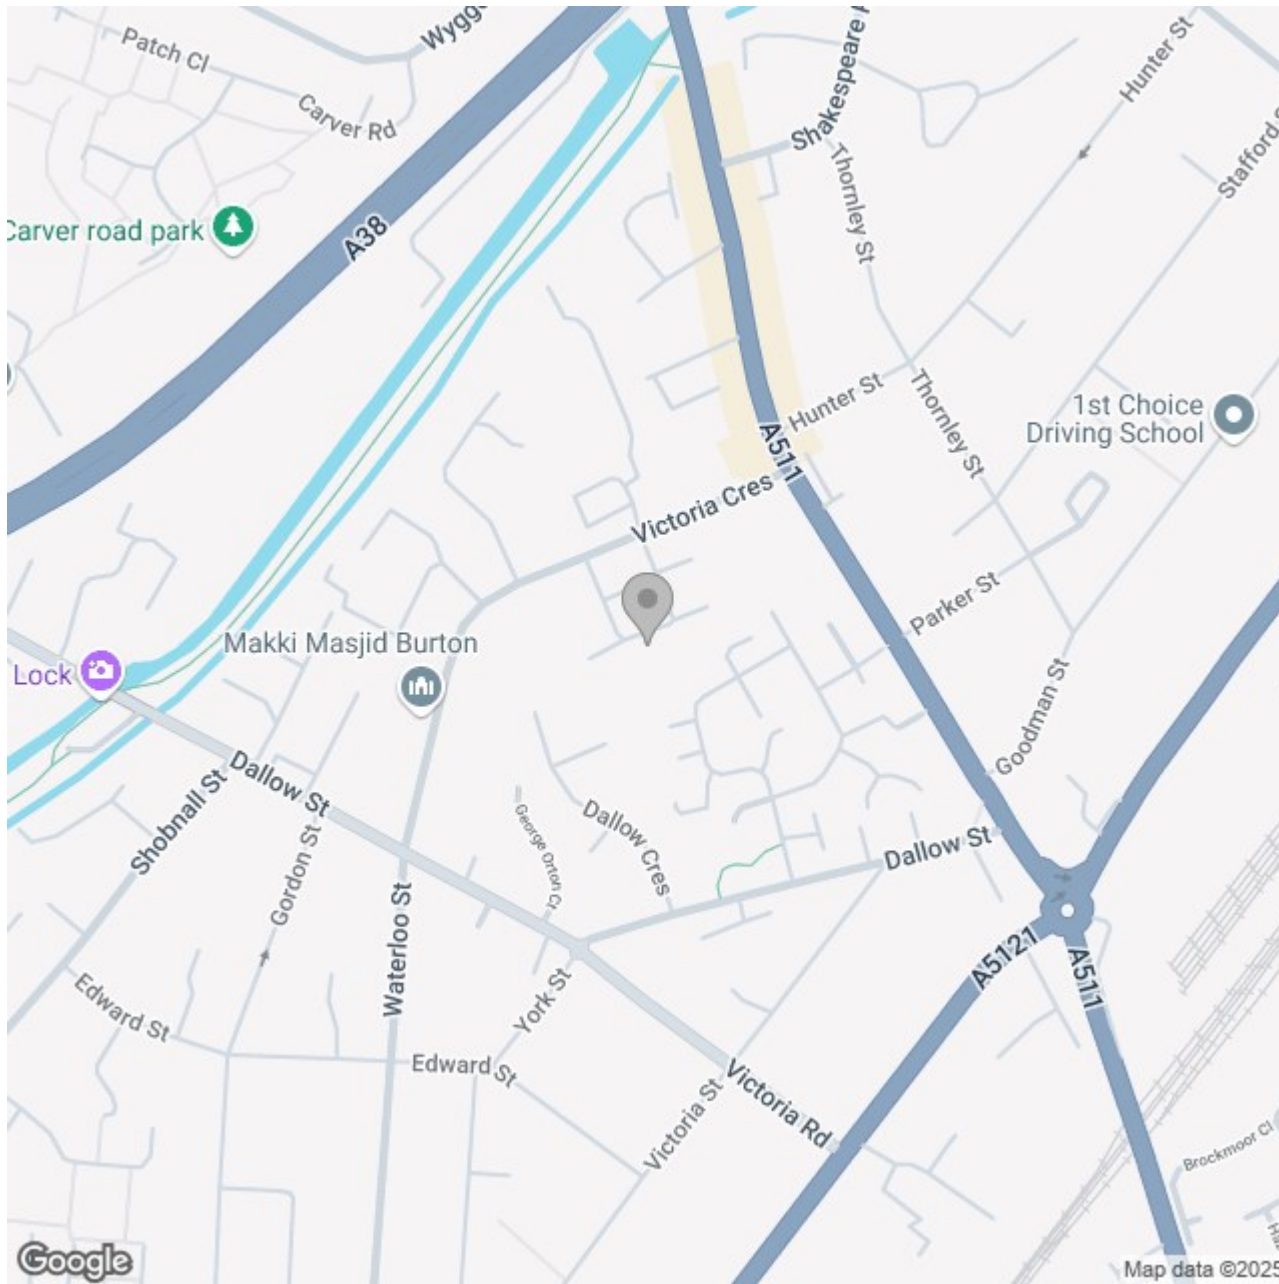 Patch Cl
Wygg
Carver Rd
Shakespeare
Hunter St
Stafford
Thornley St
Carver road park
A38
Hunter St
Thornley St
1st Choice
Driving School
A511
Victoria Cres
Parker St
Makki Masjid Burton
Lock
Goodman St
Dallow St
Shobnall St
Gordon St
George Orton Ct
Dallow Cres
Dallow St
Waterloo St
A5121
A511
York St
Edward St
Edward St
Victoria St
Victoria Rd
Brockmoor Cl
Google
Map data ©2025